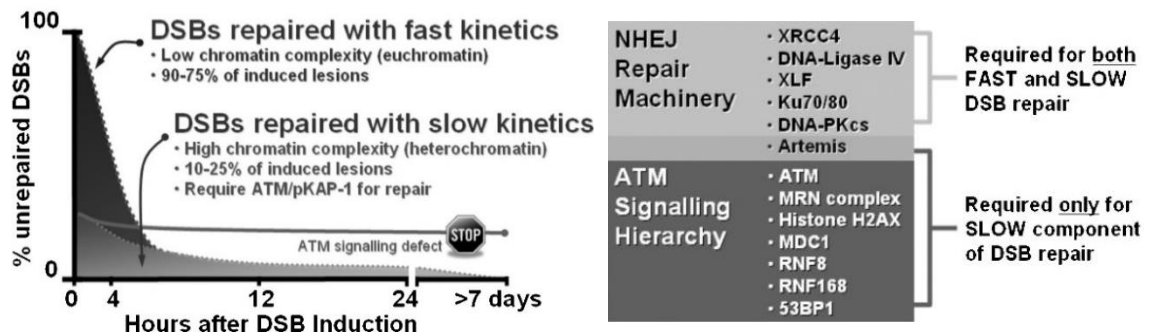 100
% unrepaired DSBs
0
DSBs repaired with fast kinetics
· Low chromatin complexity (euchromatin)
· 90-75% of induced lesions
DSBs repaired with slow kinetics
· High chromatin complexity (heterochromatin)
· 10-25% of induced lesions
· Require ATM/pKAP-1 for repair
ATM signalling defect
STOP
0 4 12 24 >7 days
Hours after DSB Induction
NHEJ
Repair
Machinery
· XRCC4
· DNA-Ligase IV
· XLF
· Ku70/80
· DNA-PKcs
· Artemis
ATM
Signalling
Hierarchy
· ATM
· MRN complex
· Histone H2AX
· MDC1
· RNF8
· RNF168
· 53BP1
Required for both
FAST and SLOW
DSB repair
Required only for
SLOW component
of DSB repair